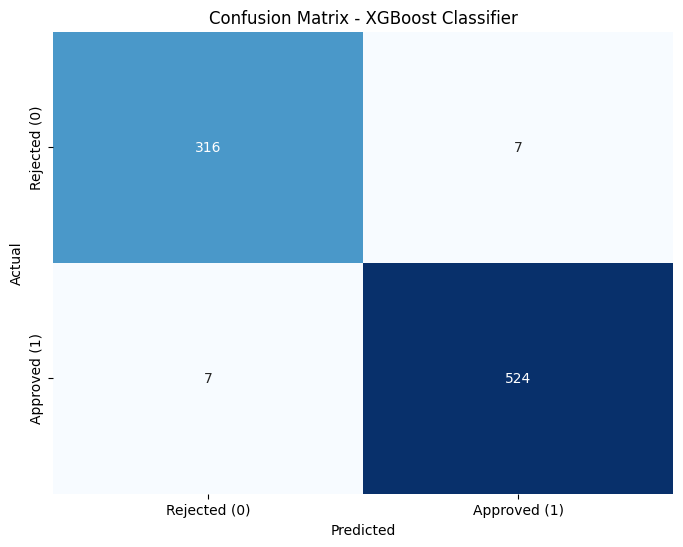 Confusion Matrix - XGBoost Classifier
Rejected (0)
316
7
Actual
Approved (1)
7
524
Rejected (0)
Approved (1)
Predicted